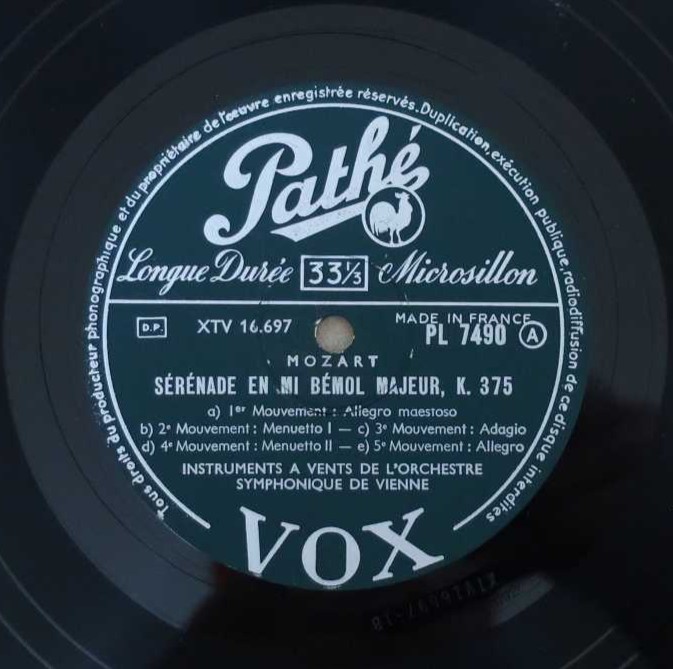 Tous droits du producteur phonographique et du propriétaire de l'œuvre enregistrée réservés. Duplication, exécution publique, radiodiffusion de ce disque interdites
Pathé
Longue Durée 33⅓ Microsillon
D.P. XTV 16.697
MADE IN FRANCE
PL 7490 A
MOZART
SÉRÉNADE EN MI BÉMOL MAJEUR, K. 375
a) 1er Mouvement : Allegro maestoso
b) 2e Mouvement : Menuetto I — c) 3e Mouvement : Adagio
d) 4e Mouvement : Menuetto II — e) 5e Mouvement : Allegro
INSTRUMENTS A VENTS DE L'ORCHESTRE
SYMPHONIQUE DE VIENNE
VOX